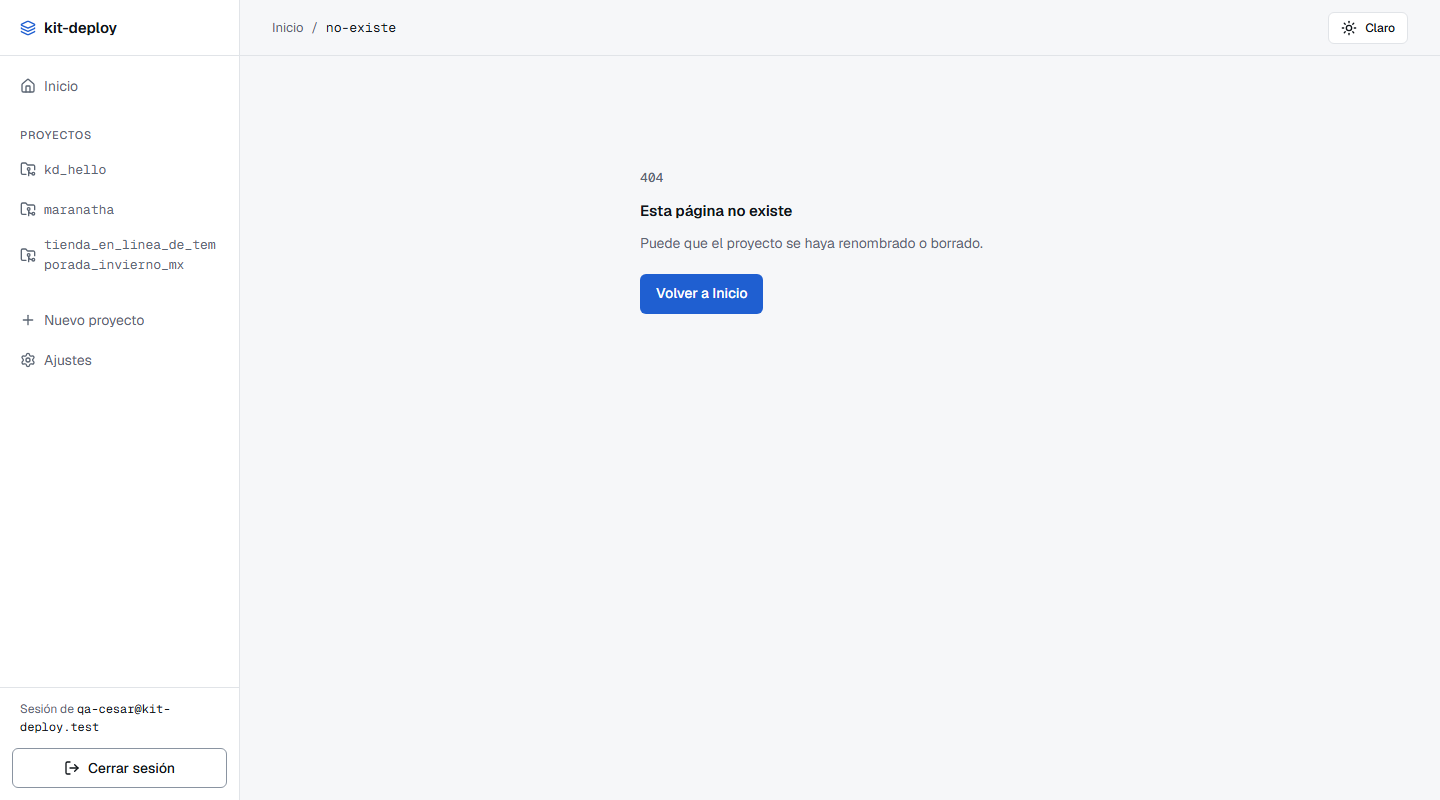 kit-deploy
Inicio / no-existe
Claro
Inicio
PROYECTOS
kd_hello
maranatha
tienda_en_linea_de_tem
porada_invierno_mx
Nuevo proyecto
Ajustes
404
Esta página no existe
Puede que el proyecto se haya renombrado o borrado.
Volver a Inicio
Sesión de qa-cesar@kit-
deploy.test
Cerrar sesión